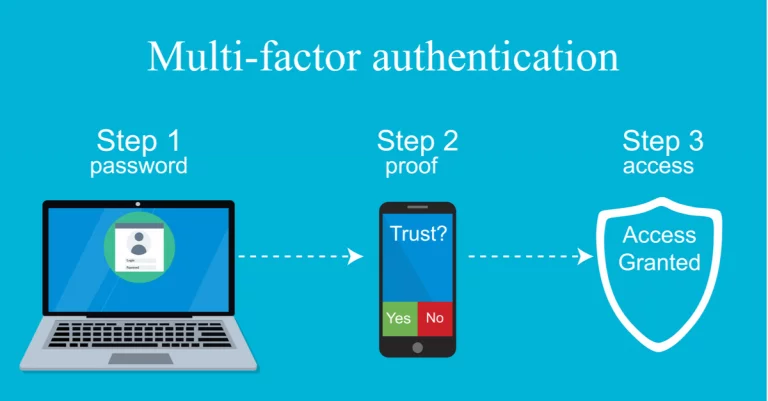 Multi-factor authentication
Step 1
password
Step 2
proof
Step 3
access
Login
Password
Trust?
Yes No
Access
Granted